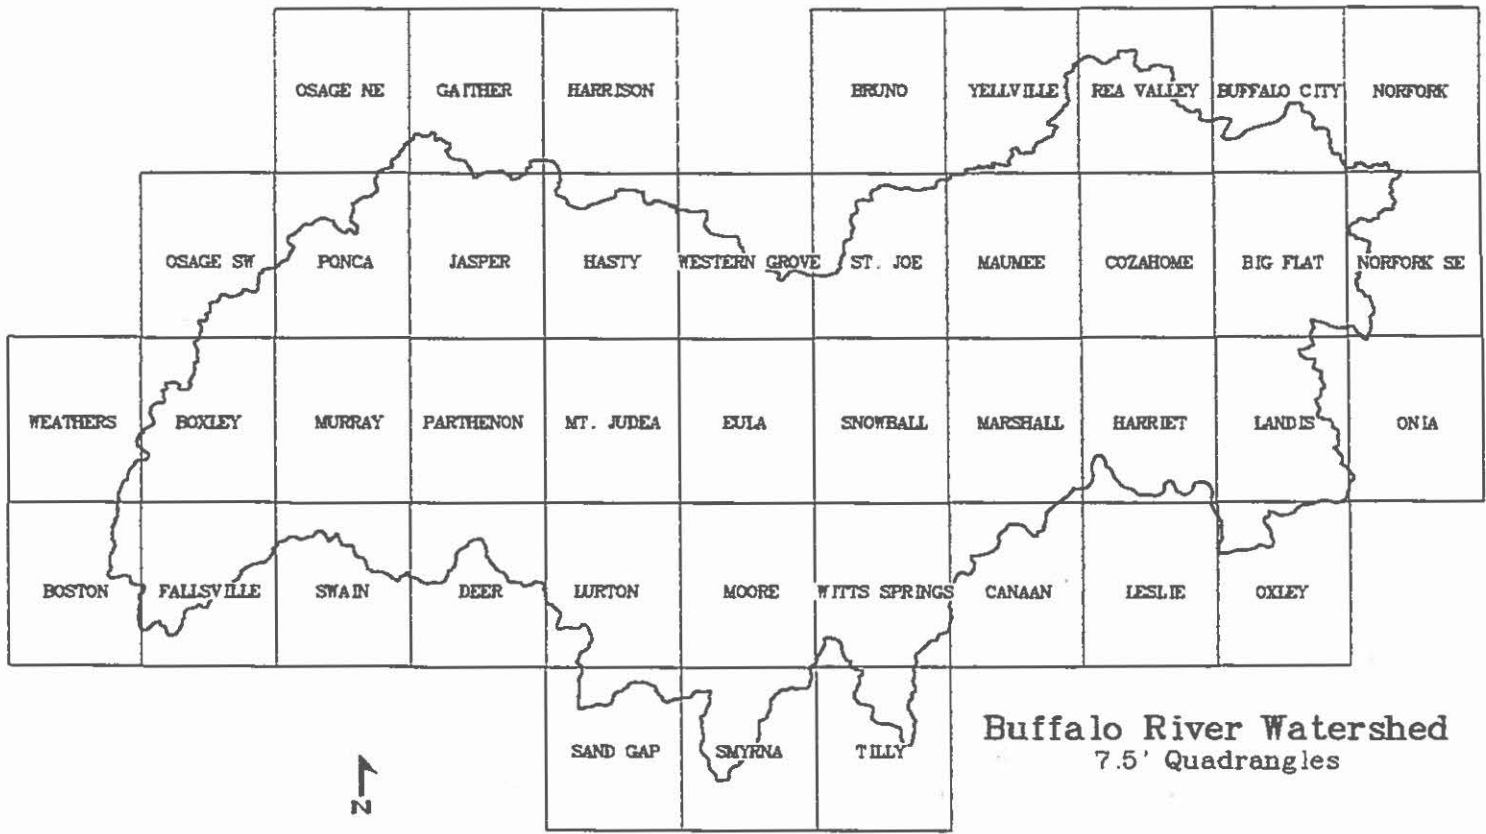 OSAGE NE GAITHER HARRISON BRUNO YELLVILLE REA VALLEY BUFFALO CITY NORFORK
OSAGE SW PONCA JASPER HASTY WESTERN GROVE ST. JOE MAUMEE COZAHOME BIG FLAT NORFORK SE
WEATHERS BOXLEY MURRAY PARTHENON MT. JUDEA EULA SNOWBALL MARSHALL HARRIET LANDIS ONIA
BOSTON FALLSVILLE SWAIN DEER LURTON MOORE WITTS SPRINGS CANAAN LESLIE OXLEY
SAND GAP SMYRNA TILLY
Buffalo River Watershed
7.5' Quadrangles
N